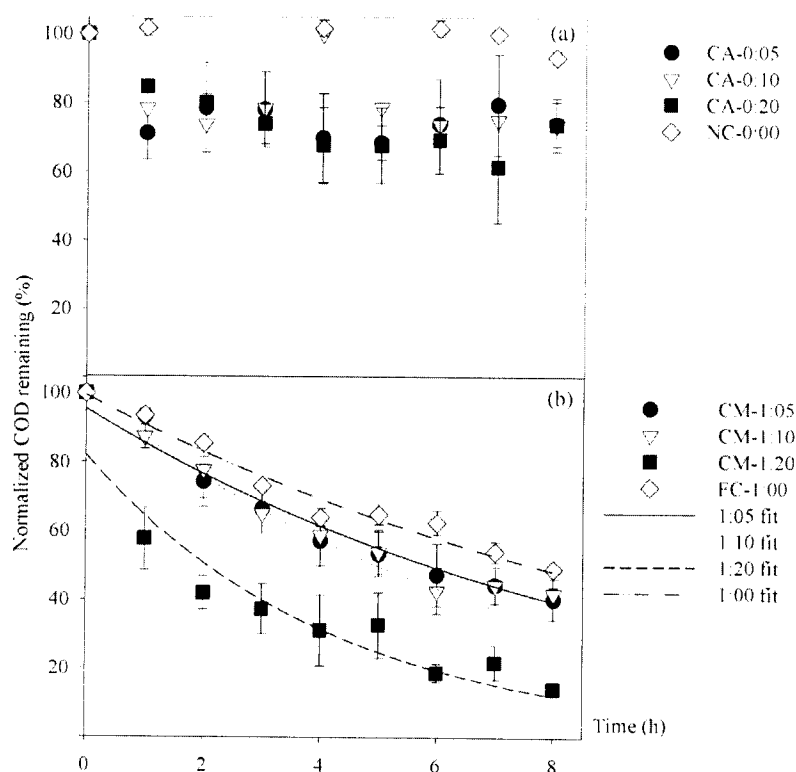 (a)
100
80
60
40
20
CA-0:05
CA-0:10
CA-0:20
NC-0:00
Normalized COD remaining (%)
(b)
100
80
60
40
20
CM-1:05
CM-1:10
CM-1:20
FC-1:00
1:05 fit
1:10 fit
1:20 fit
1:00 fit
Time (h)
0 2 4 6 8